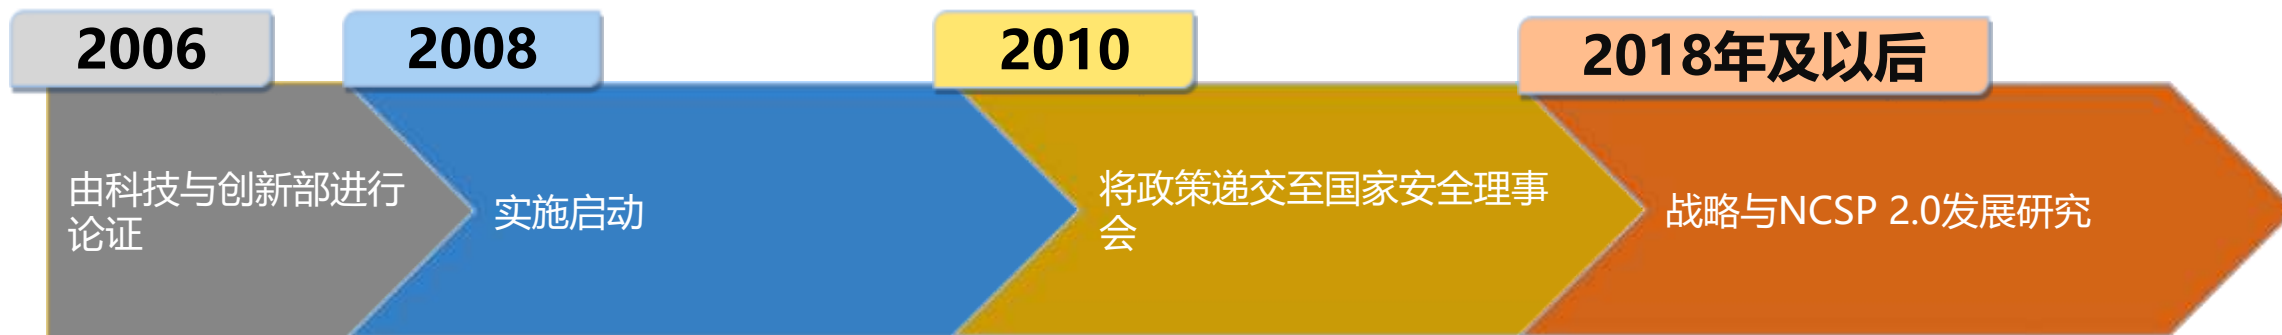 2006
2008
2010
2018年及以后
由科技与创新部进行
论证
实施启动
将政策递交至国家安全理事
会
战略与NCSP 2.0发展研究